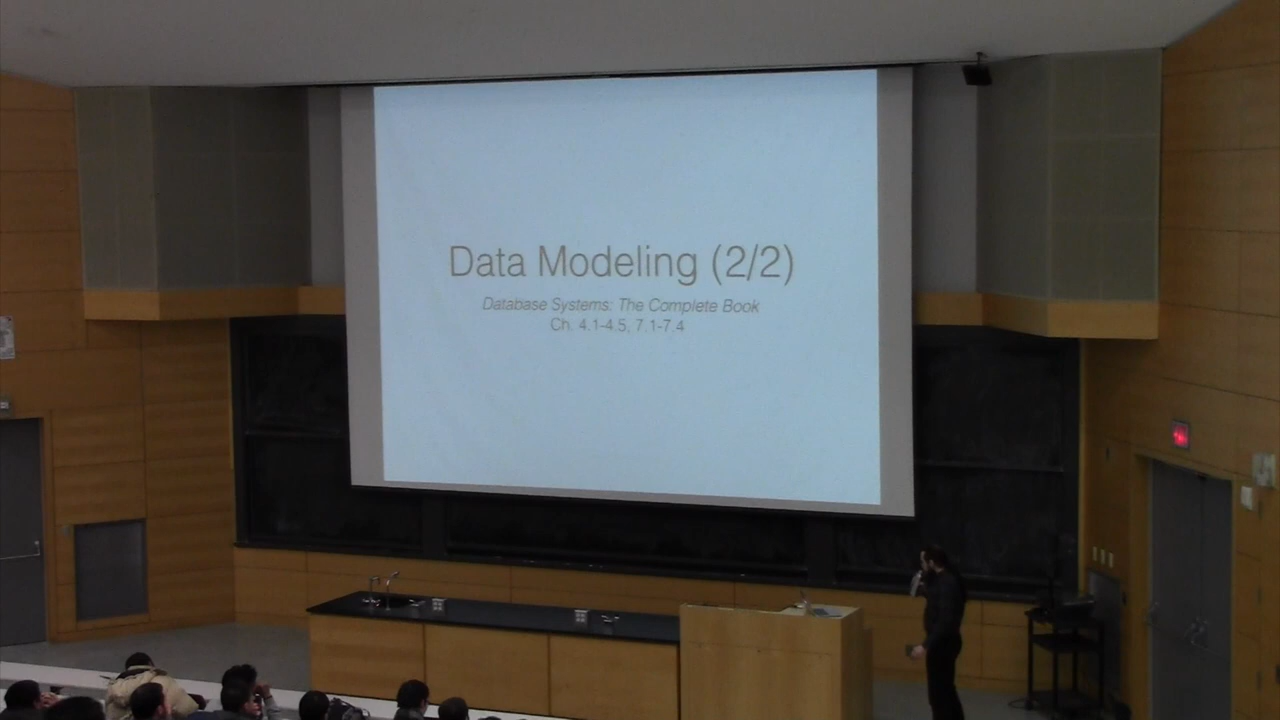 Data Modeling (2/2)
Database Systems: The Complete Book
Ch. 4.1-4.5, 7.1-7.4